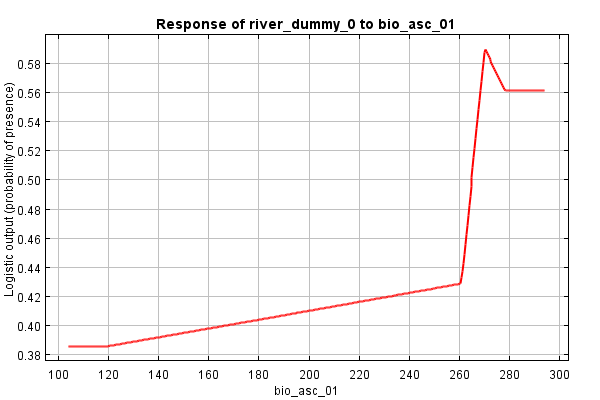 Response of river_dummy_0 to bio_asc_01
Logistic output (probability of presence)
0.58
0.56
0.54
0.52
0.50
0.48
0.46
0.44
0.42
0.40
0.38
100 120 140 160 180 200 220 240 260 280 300
bio_asc_01